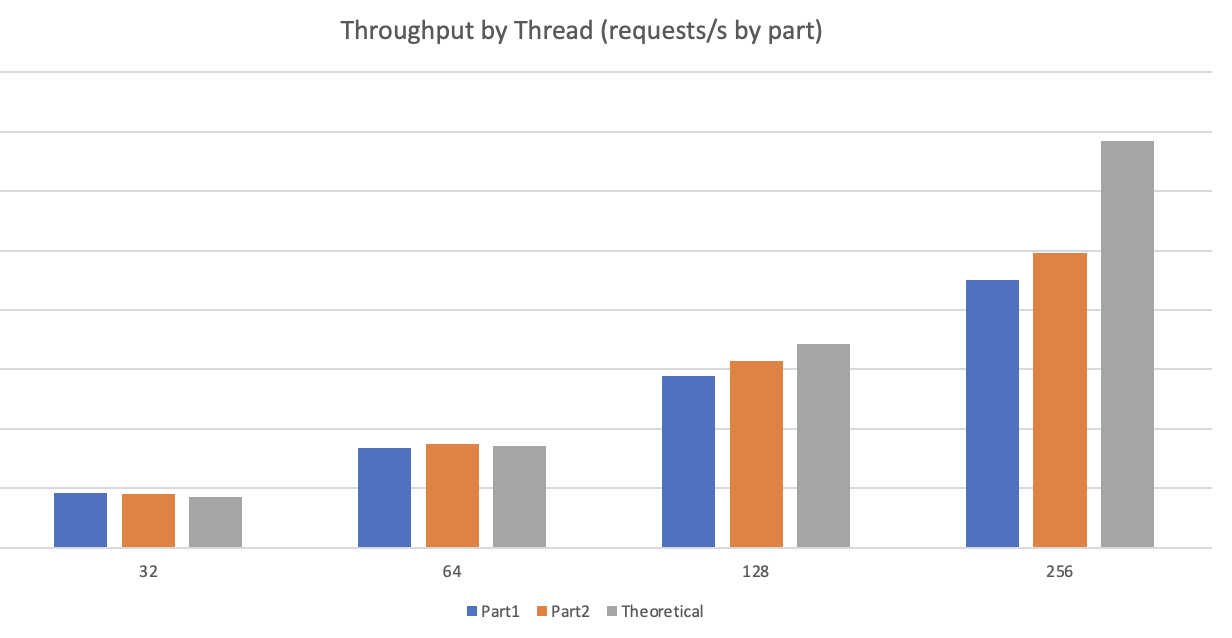 Throughput by Thread (requests/s by part)
32 64 128 256
Part1 Part2 Theoretical